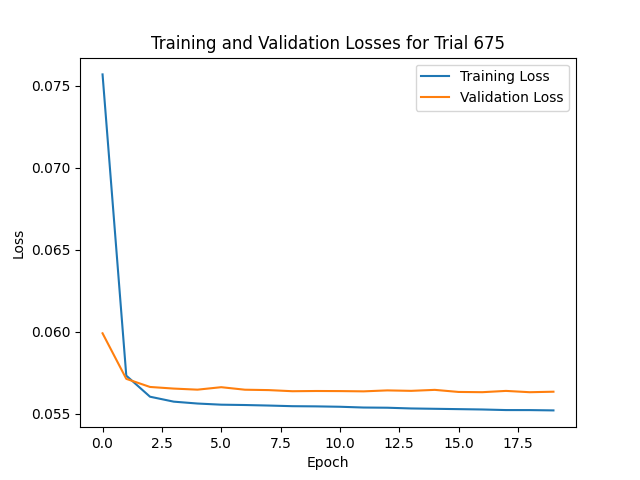 Training and Validation Losses for Trial 675
Training Loss
Validation Loss
0.075
0.070
0.065
0.060
0.055
Loss
0.0 2.5 5.0 7.5 10.0 12.5 15.0 17.5
Epoch